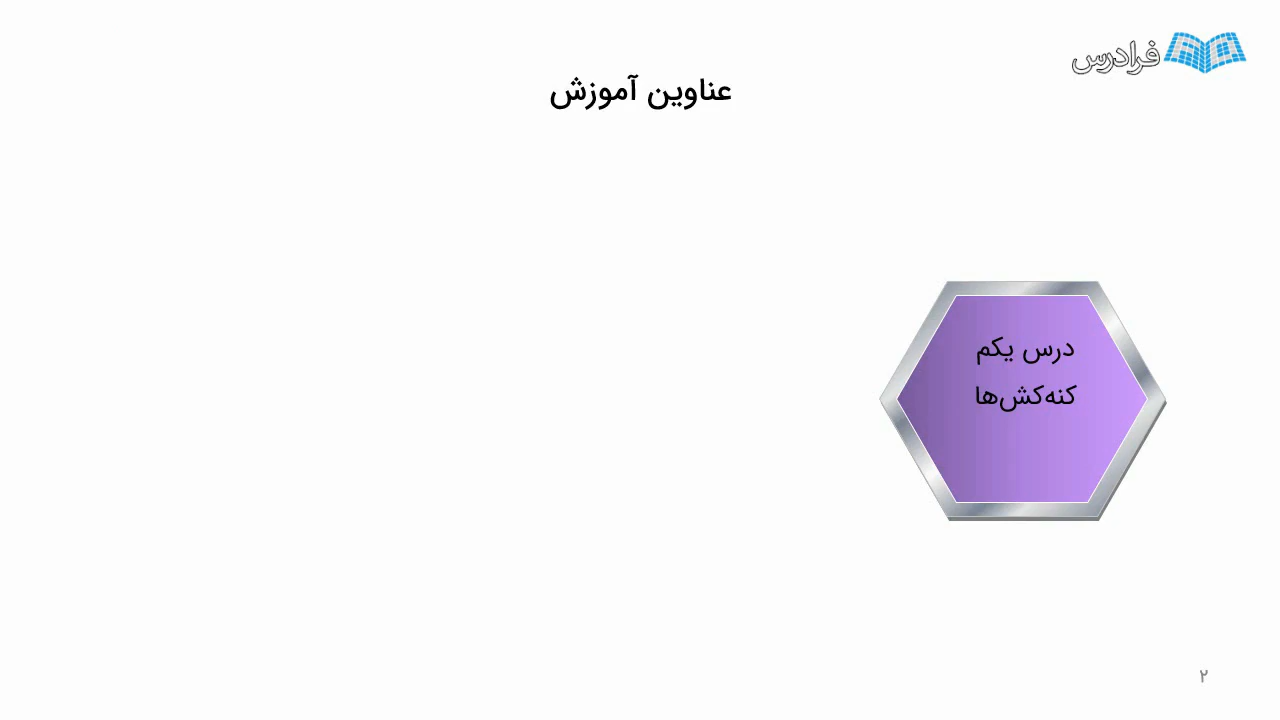 فرادرس
عناوین آموزش
درس یکم
کنه‌کش‌ها
۲